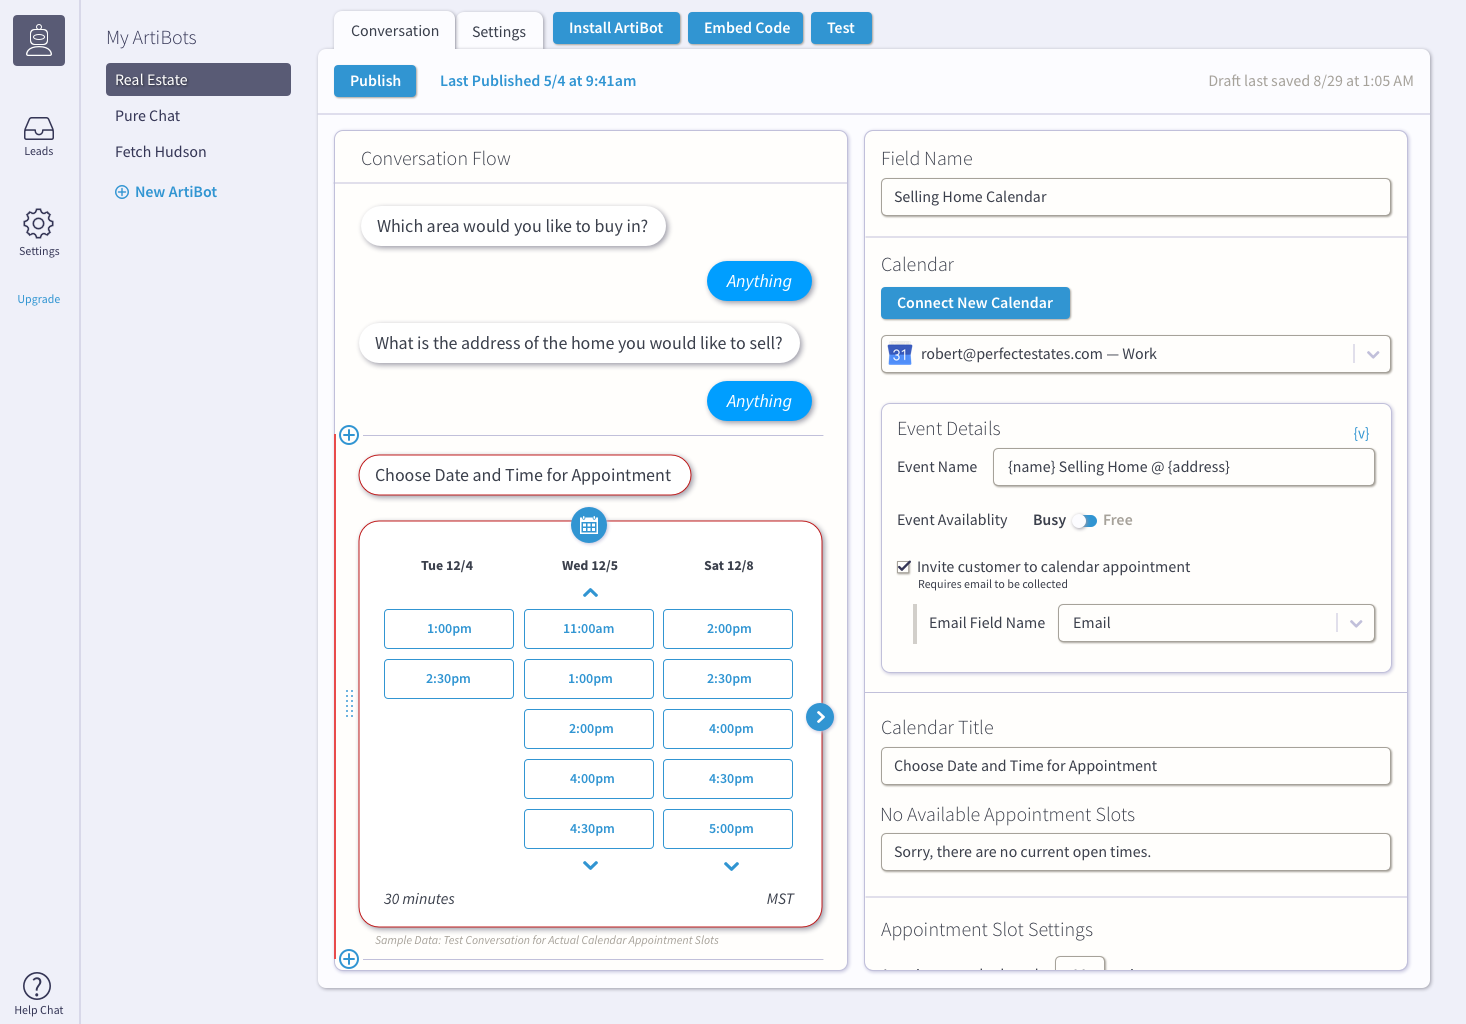 Leads
Settings
Upgrade
Help Chat
My ArtiBots
Real Estate
Pure Chat
Fetch Hudson
New ArtiBot
Conversation
Settings
Install ArtiBot
Embed Code
Test
Publish
Last Published 5/4 at 9:41am
Draft last saved 8/29 at 1:05 AM
Conversation Flow
Which area would you like to buy in?
Anything
What is the address of the home you would like to sell?
Anything
Choose Date and Time for Appointment
Tue 12/4 Wed 12/5 Sat 12/8
1:00pm 11:00am 2:00pm
2:30pm 1:00pm 2:30pm
2:00pm 4:00pm
4:00pm 4:30pm
4:30pm 5:00pm
30 minutes MST
Sample Data: Test Conversation for Actual Calendar Appointment Slots
Field Name
Selling Home Calendar
Calendar
Connect New Calendar
31 robert@perfectestates.com — Work
Event Details {v}
Event Name {name} Selling Home @ {address}
Event Availablity Busy Free
Invite customer to calendar appointment
Requires email to be collected
Email Field Name Email
Calendar Title
Choose Date and Time for Appointment
No Available Appointment Slots
Sorry, there are no current open times.
Appointment Slot Settings